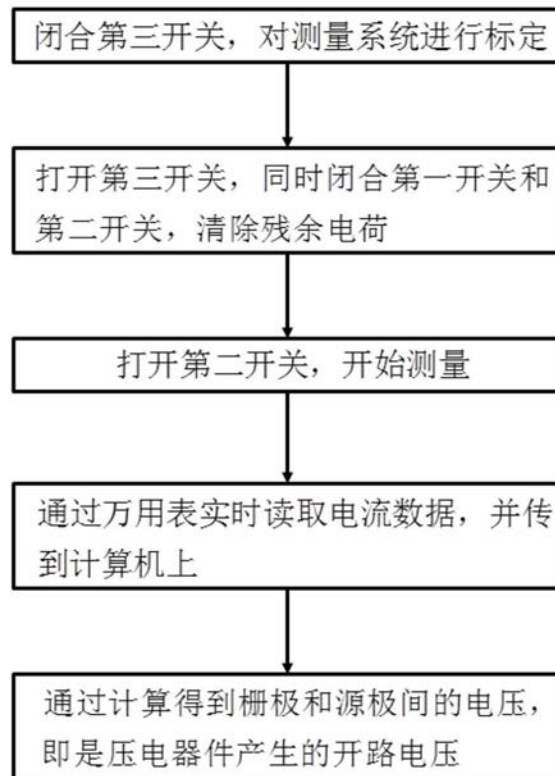 闭合第三开关，对测量系统进行标定
打开第三开关，同时闭合第一开关和
第二开关，清除残余电荷
打开第二开关，开始测量
通过万用表实时读取电流数据，并传
到计算机上
通过计算得到栅极和源极间的电压，
即是压电器件产生的开路电压